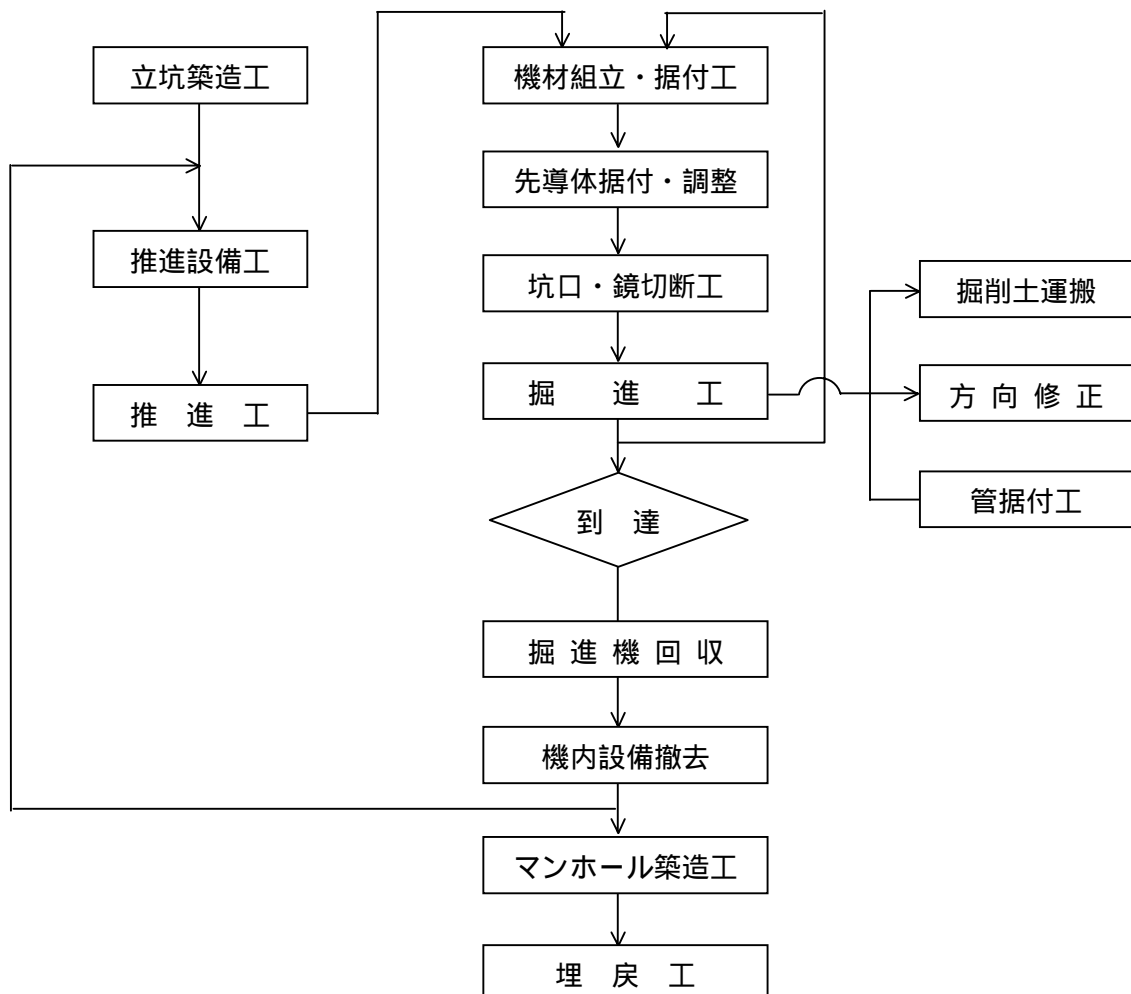 立坑築造工
推進設備工
推　進　工
機材組立・据付工
先導体据付・調整
坑口・鏡切断工
掘　　進　　工
到　達
掘 進 機 回 収
機内設備撤去
マンホール築造工
埋　戻　工
掘削土運搬
方 向 修 正
管据付工